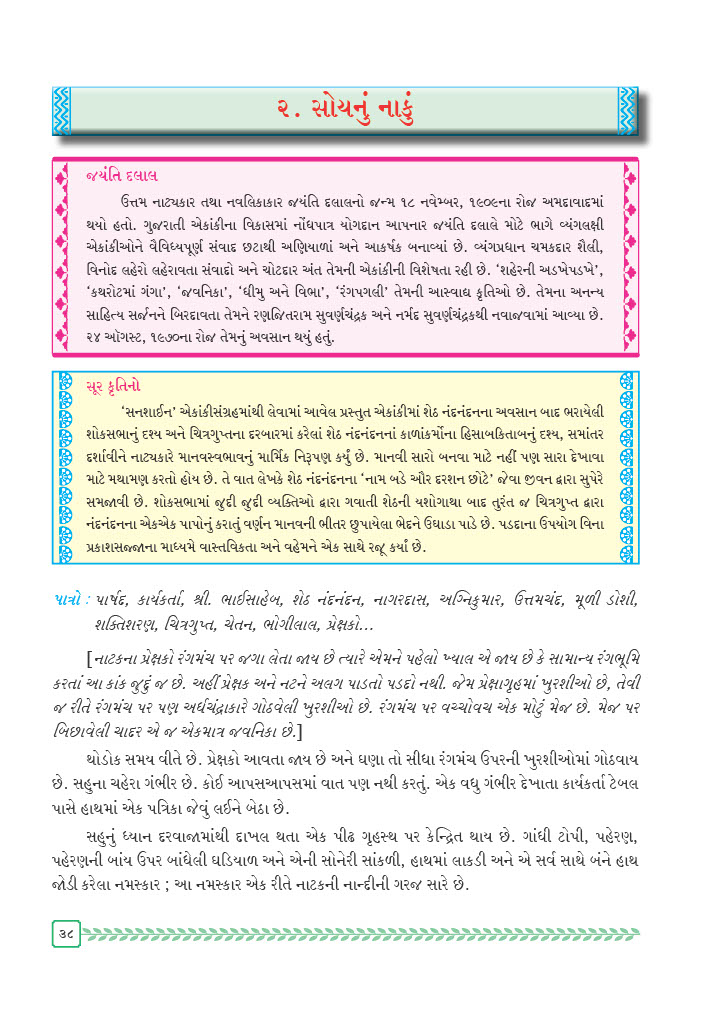 ૨. સોયનું નાકું
જયંતિ દલાલ
ઉત્તમ નાટ્યકાર તથા નવલિકાકાર જયંતિ દલાલનો જન્મ ૧૮ નવેમ્બર, ૧૯૦૯ના રોજ અમદાવાદમાં
થયો હતો. ગુજરાતી એકાંકીના વિકાસમાં નોંધપાત્ર યોગદાન આપનાર જયંતિ દલાલે મોટે ભાગે વ્યંગલક્ષી
એકાંકીઓને વૈવિધ્યપૂર્ણ સંવાદ છટાથી અણિયાળાં અને આકર્ષક બનાવ્યાં છે. વ્યંગપ્રધાન ચમકદાર શૈલી,
વિનોદ લહેરો લહેરાવતા સંવાદો અને ચોટદાર અંત તેમની એકાંકીની વિશેષતા રહી છે. ‘શહેરની અડખેપડખે’,
‘કથરોટમાં ગંગા’, ‘જવનિકા’, ‘ધીમુ અને વિભા’, ‘રંગપગલી’ તેમની આસ્વાદ્ય કૃતિઓ છે. તેમના અનન્ય
સાહિત્ય સર્જનને બિરદાવતા તેમને રણજિતરામ સુવર્ણચંદ્રક અને નર્મદ સુવર્ણચંદ્રકથી નવાજવામાં આવ્યા છે.
૨૪ ઑગસ્ટ, ૧૯૭૦ના રોજ તેમનું અવસાન થયું હતું.
સૂર કૃતિનો
‘સનશાઈન’ એકાંકીસંગ્રહમાંથી લેવામાં આવેલ પ્રસ્તુત એકાંકીમાં શેઠ નંદનંદનના અવસાન બાદ ભરાયેલી
શોકસભાનું દશ્ય અને ચિત્રગુપ્તના દરબારમાં કરેલાં શેઠ નંદનંદનનાં કાળાંકર્મોના હિસાબકિતાબનું દશ્ય, સમાંતર
દર્શાવીને નાટ્યકારે માનવસ્વભાવનું માર્મિક નિરૂપણ કર્યું છે. માનવી સારો બનવા માટે નહીં પણ સારા દેખાવા
માટે મથામણ કરતો હોય છે. તે વાત લેખકે શેઠ નંદનંદનના ‘નામ બડે ઔર દરશન છોટે’ જેવા જીવન દ્વારા સુપેરે
સમજાવી છે. શોકસભામાં જુદી જુદી વ્યક્તિઓ દ્વારા ગવાતી શેઠની યશોગાથા બાદ તુરંત જ ચિત્રગુપ્ત દ્વારા
નંદનંદનના એકએક પાપોનું કરાતું વર્ણન માનવની ભીતર છુપાયેલા ભેદને ઉઘાડા પાડે છે. પડદાના ઉપયોગ વિના
પ્રકાશસજ્જાના માધ્યમે વાસ્તવિકતા અને વહેમને એક સાથે રજૂ કર્યાં છે.
પાત્રો : પાર્ષદ, કાર્યકર્તા, શ્રી. ભાઈસાહેબ, શેઠ નંદનંદન, નાગરદાસ, અગ્નિકુમાર, ઉત્તમચંદ, મૂળી ડોશી,
શક્તિશરણ, ચિત્રગુપ્ત, ચેતન, ભોગીલાલ, પ્રેક્ષકો...
[નાટકના પ્રેક્ષકો રંગમંચ પર જગા લેતા જાય છે ત્યારે એમને પહેલો ખ્યાલ એ જાય છે કે સામાન્ય રંગભૂમિ
કરતાં આ કાંક જુદું જ છે. અહીં પ્રેક્ષક અને નટને અલગ પાડતો પડદો નથી. જેમ પ્રેક્ષાગૃહમાં ખુરશીઓ છે, તેવી
જ રીતે રંગમંચ પર પણ અર્ધચંદ્રાકારે ગોઠવેલી ખુરશીઓ છે. રંગમંચ પર વચ્ચોવચ એક મોટું મેજ છે. મેજ પર
બિછાવેલી ચાદર એ જ એકમાત્ર જવનિકા છે.]
થોડોક સમય વીતે છે. પ્રેક્ષકો આવતા જાય છે અને ઘણા તો સીધા રંગમંચ ઉપરની ખુરશીઓમાં ગોઠવાય
છે. સહુના ચહેરા ગંભીર છે. કોઈ આપસઆપસમાં વાત પણ નથી કરતું. એક વધુ ગંભીર દેખાતા કાર્યકર્તા ટેબલ
પાસે હાથમાં એક પત્રિકા જેવું લઈને બેઠા છે.
સહુનું ધ્યાન દરવાજામાંથી દાખલ થતા એક પીઢ ગૃહસ્થ પર કેન્દ્રિત થાય છે. ગાંધી ટોપી, પહેરણ,
પહેરણની બાંય ઉપર બાંધેલી ઘડિયાળ અને એની સોનેરી સાંકળી, હાથમાં લાકડી અને એ સર્વ સાથે બંને હાથ
જોડી કરેલા નમસ્કાર ; આ નમસ્કાર એક રીતે નાટકની નાન્દીની ગરજ સારે છે.
૩૮